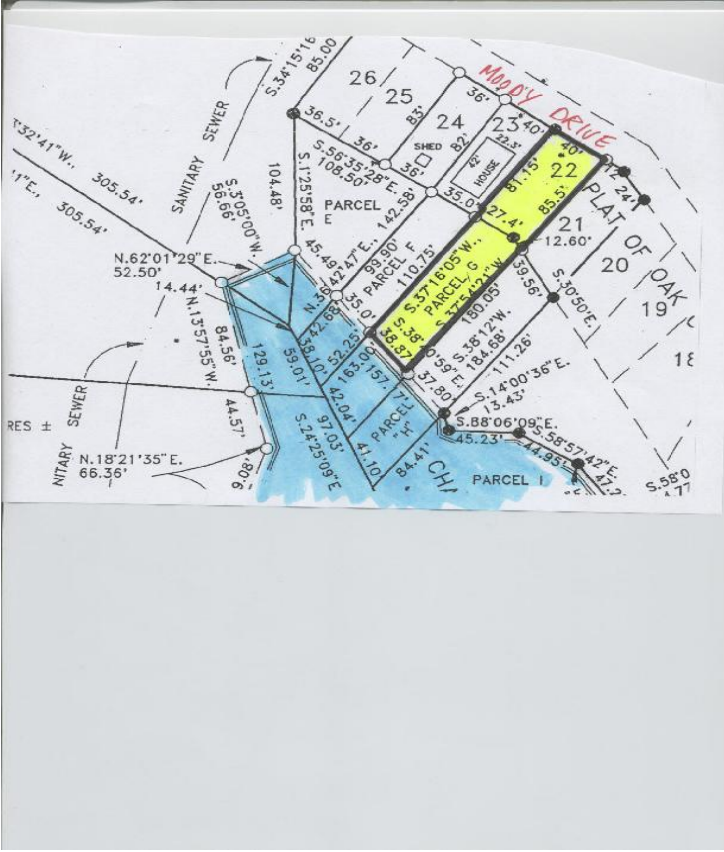 MOODY DRIVE
S.34°15'16
85.00
26
25
24
23
22
21
20
19
36'
40'
40'
83'
82'
22.3'
42'
HOUSE
SHED
SANITARY SEWER
36.5'
36'
36'
S.56°35'28"E.
108.50'
35.0'
27.4'
12.60'
81.15'
85.5'
24'
PLAT OF OAK
104.48'
S.1°25'58"E.
PARCEL
E
142.58'
99.90'
PARCEL F
110.75'
S.37°16'05"W.,
PARCEL G
180.05'
39.56'
S.30°50'E.
S.38°12'W.
184.68'
111.26'
°32'41"W., 305.54'
1"E., 305.54'
S.3°05'00"W.
56.66'
N.62°01'29"E.
52.50'
14.44'
45.49'
42.68'
35.0'
52.25'
163.00'
38.87'
37.80'
S.14°00'36"E.
13.43'
S.88°06'09"E.
45.23'
S.58°57'42"E.
N.13°57'55"W.
84.56'
129.13'
59.01'
38.10'
42.04'
97.03'
41.10
S.24°25'09"E
PARCEL
"H"
84.41'
44.57'
9.08'
RES ±
NITARY SEWER
N.18°21'35"E.
66.36'
PARCEL I
S.58°0